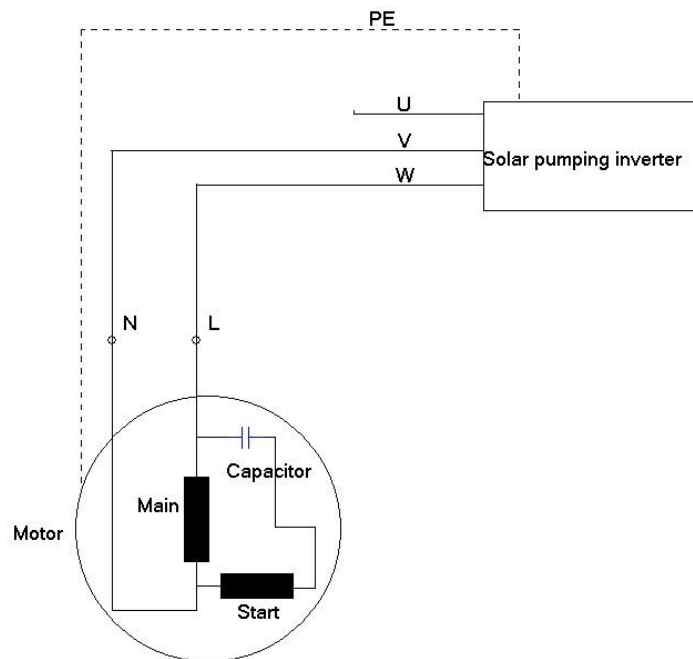 PE
U
V
Solar pumping inverter
W
N
L
Capacitor
Main
Motor
Start